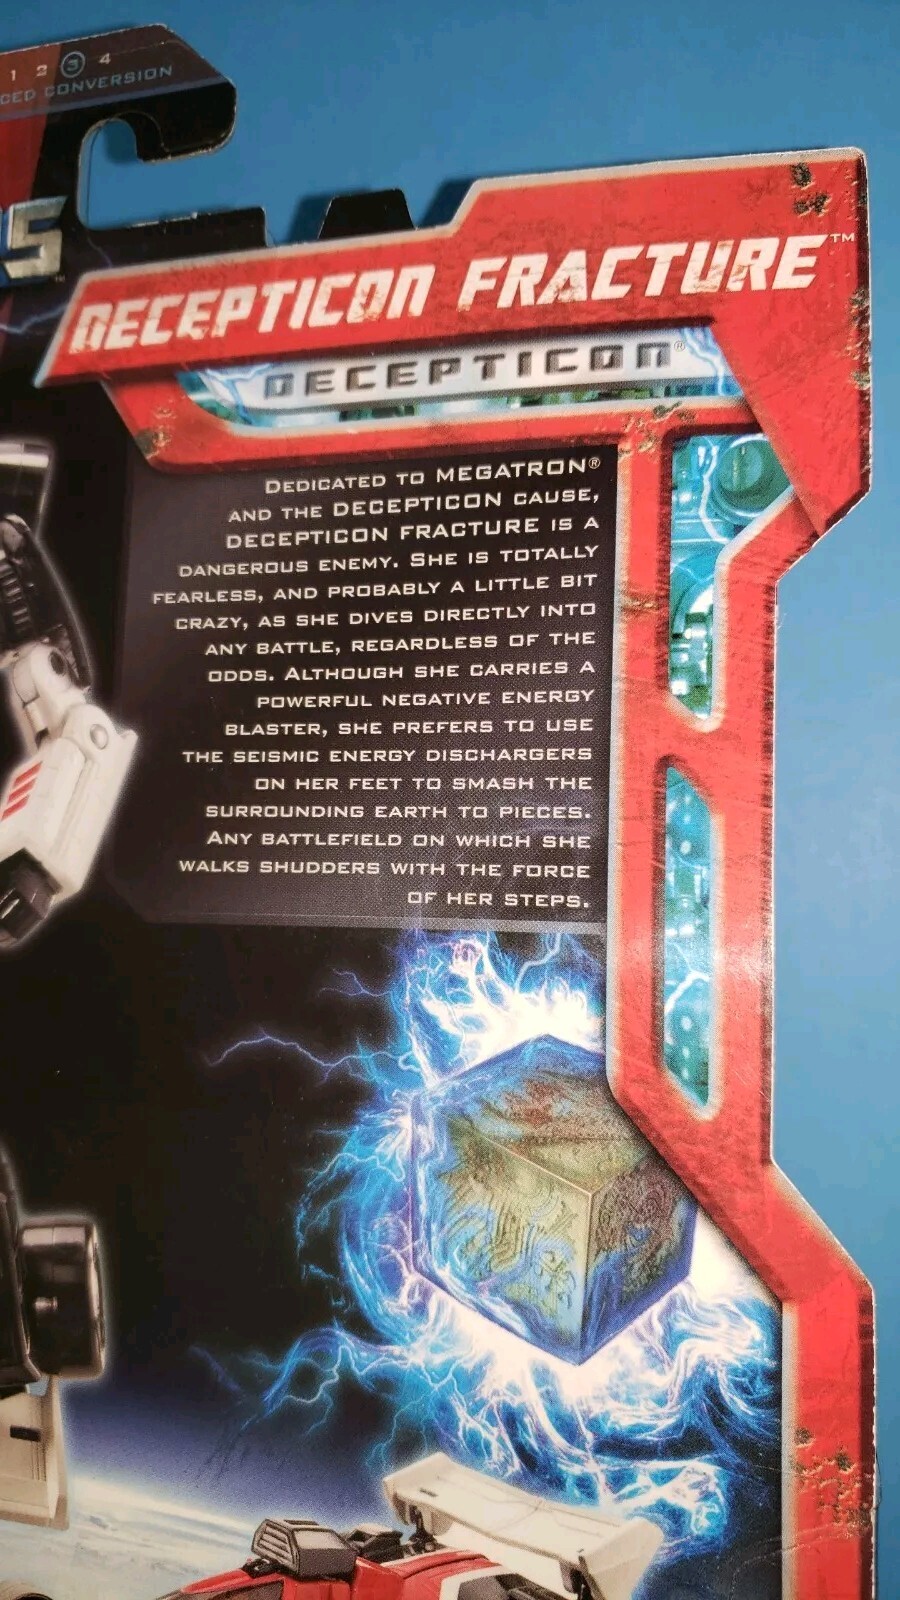 1 2 3 4
CED CONVERSION
RS™
DECEPTICON FRACTURE™
DECEPTICON®
DEDICATED TO MEGATRON®
AND THE DECEPTICON CAUSE,
DECEPTICON FRACTURE IS A
DANGEROUS ENEMY. SHE IS TOTALLY
FEARLESS, AND PROBABLY A LITTLE BIT
CRAZY, AS SHE DIVES DIRECTLY INTO
ANY BATTLE, REGARDLESS OF THE
ODDS. ALTHOUGH SHE CARRIES A
POWERFUL NEGATIVE ENERGY
BLASTER, SHE PREFERS TO USE
THE SEISMIC ENERGY DISCHARGERS
ON HER FEET TO SMASH THE
SURROUNDING EARTH TO PIECES.
ANY BATTLEFIELD ON WHICH SHE
WALKS SHUDDERS WITH THE FORCE
OF HER STEPS.